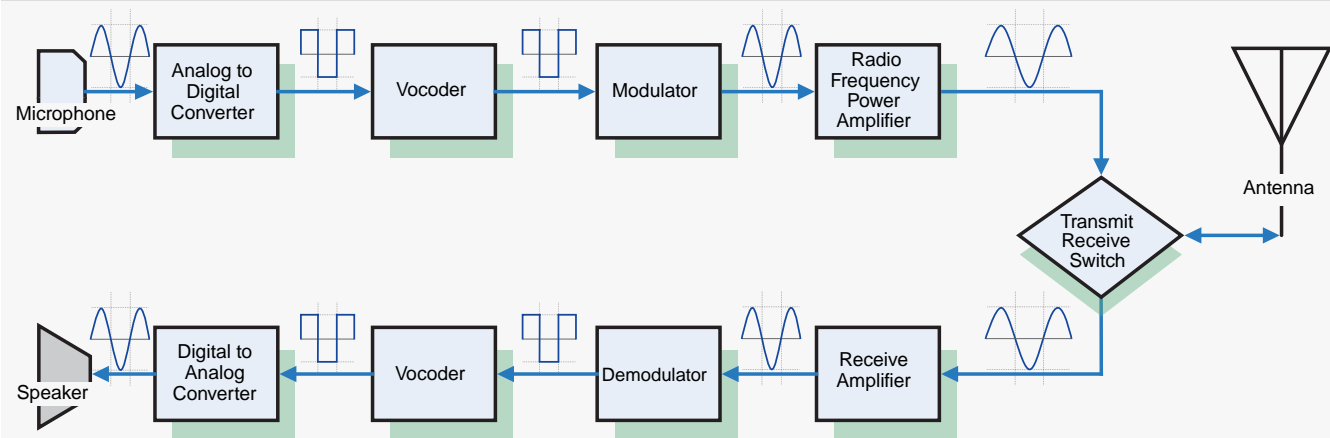 Microphone
Analog to
Digital
Converter
Vocoder
Modulator
Radio
Frequency
Power
Amplifier
Antenna
Transmit
Receive
Switch
Speaker
Digital to
Analog
Converter
Vocoder
Demodulator
Receive
Amplifier